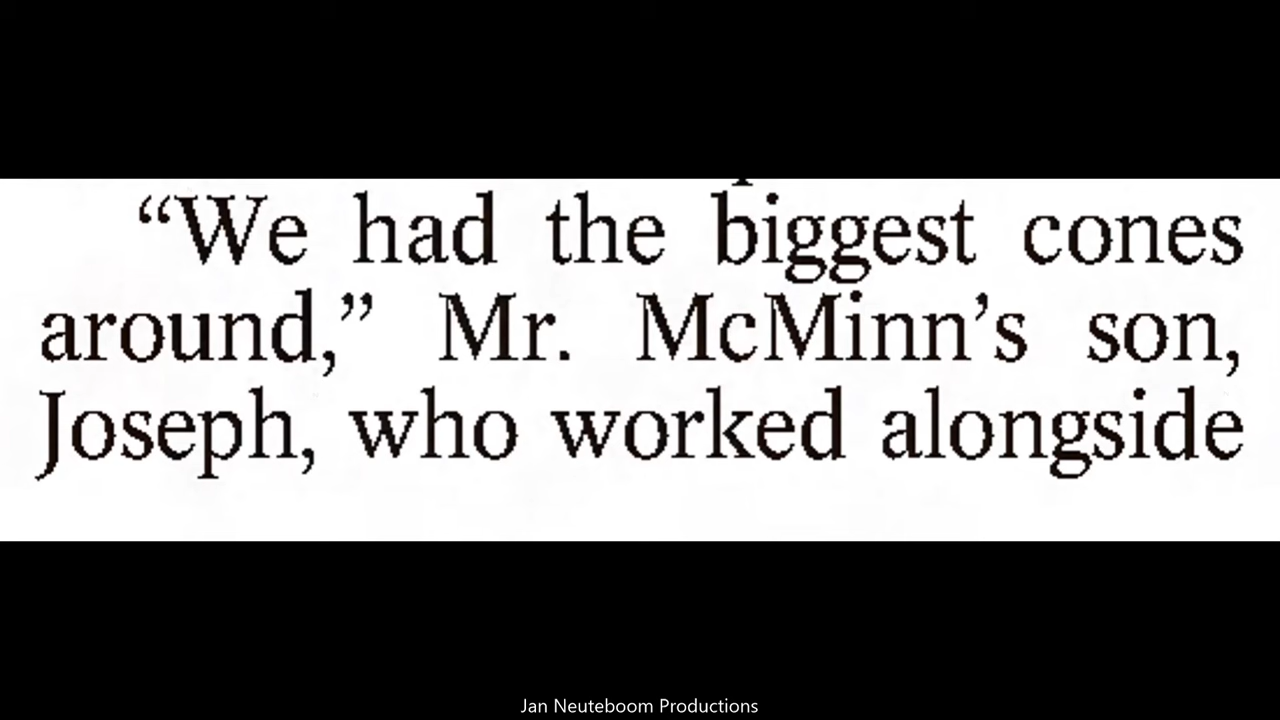 “We had the biggest cones
around,” Mr. McMinn’s son,
Joseph, who worked alongside
Jan Neuteboom Productions